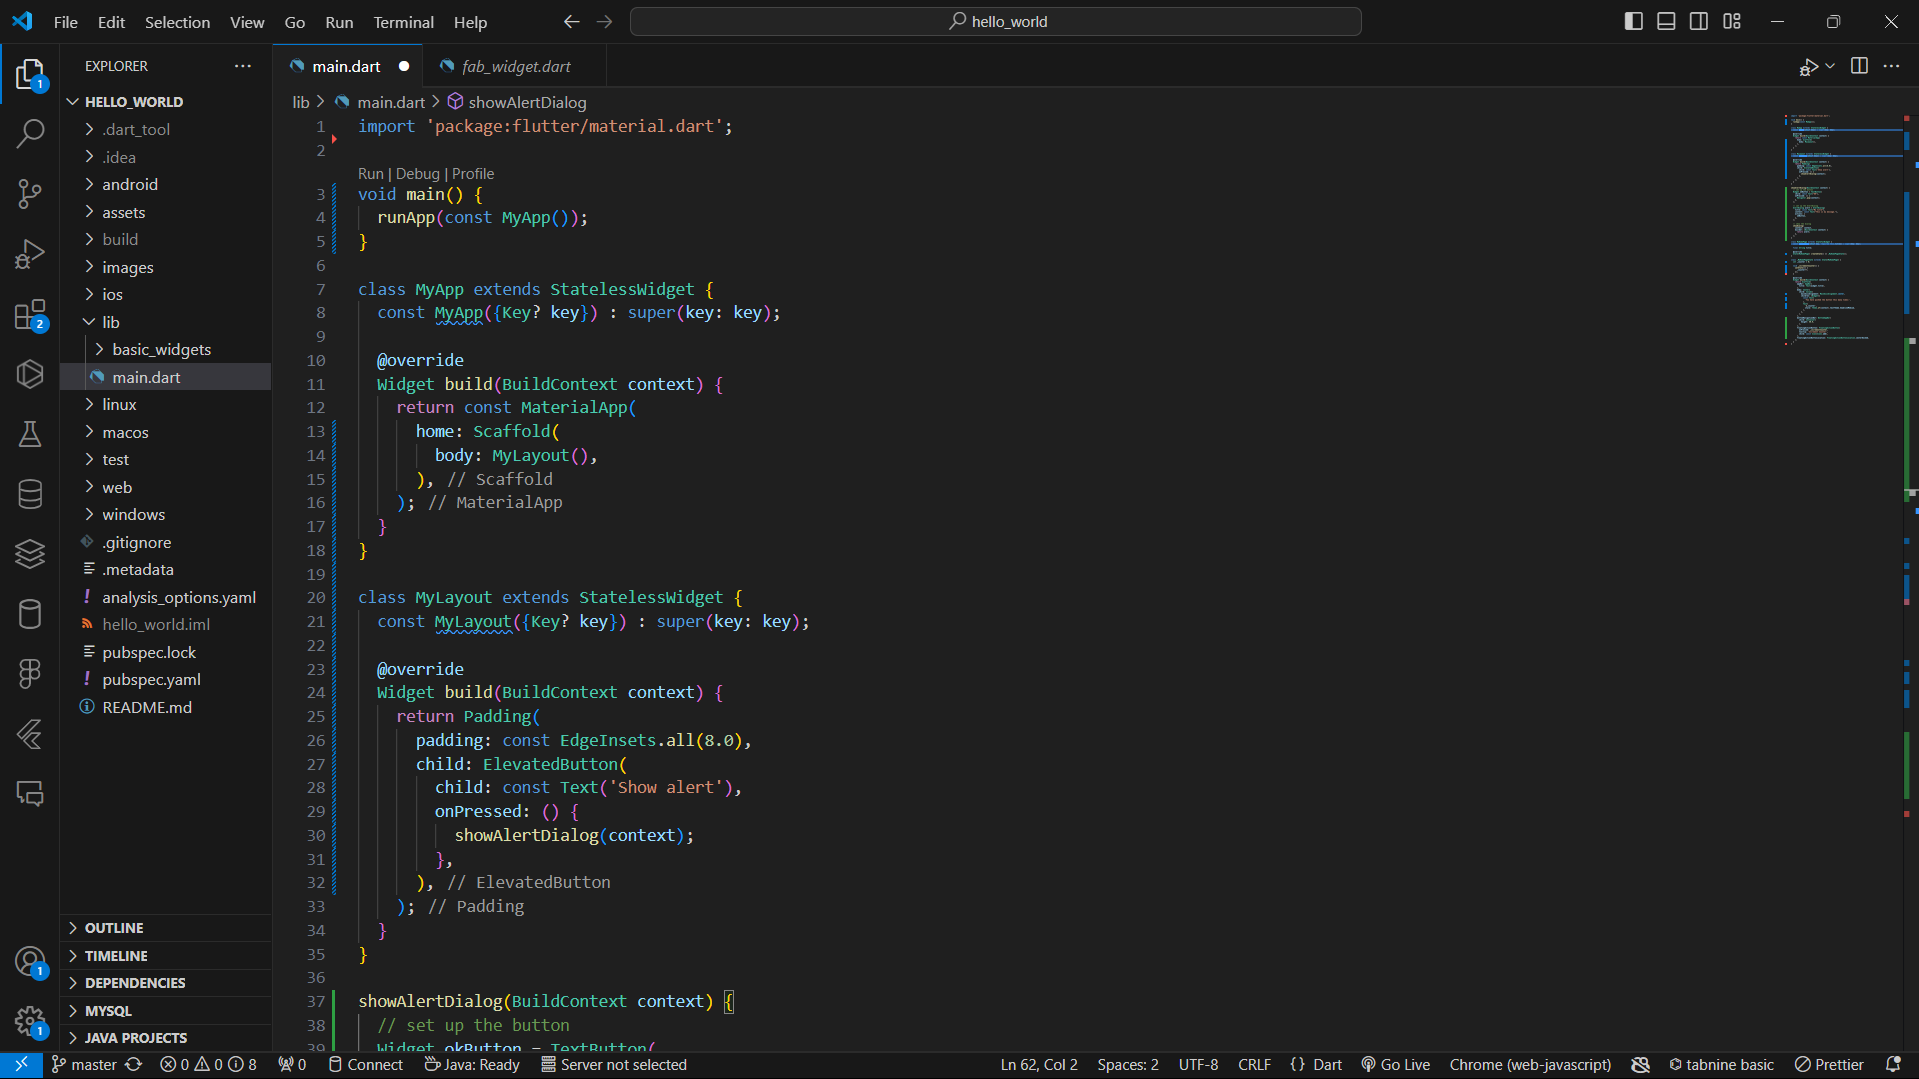 File Edit Selection View Go Run Terminal Help
hello_world
EXPLORER
main.dart
fab_widget.dart
HELLO_WORLD
.dart_tool
.idea
android
assets
build
images
ios
lib
basic_widgets
main.dart
linux
macos
test
web
windows
.gitignore
.metadata
! analysis_options.yaml
hello_world.iml
pubspec.lock
! pubspec.yaml
README.md
OUTLINE
TIMELINE
DEPENDENCIES
MYSQL
JAVA PROJECTS
1
2
1
1
lib > main.dart > showAlertDialog
1 import 'package:flutter/material.dart';
2
Run | Debug | Profile
3 void main() {
4 runApp(const MyApp());
5 }
6
7 class MyApp extends StatelessWidget {
8 const MyApp({Key? key}) : super(key: key);
9
10 @override
11 Widget build(BuildContext context) {
12 return const MaterialApp(
13 home: Scaffold(
14 body: MyLayout(),
15 ), // Scaffold
16 ); // MaterialApp
17 }
18 }
19
20 class MyLayout extends StatelessWidget {
21 const MyLayout({Key? key}) : super(key: key);
22
23 @override
24 Widget build(BuildContext context) {
25 return Padding(
26 padding: const EdgeInsets.all(8.0),
27 child: ElevatedButton(
28 child: const Text('Show alert'),
29 onPressed: () {
30 showAlertDialog(context);
31 },
32 ), // ElevatedButton
33 ); // Padding
34 }
35 }
36
37 showAlertDialog(BuildContext context) {
38 // set up the button
39 Widget okButton = TextButton(
master 0 0 8 0 Connect Java: Ready Server not selected Ln 62, Col 2 Spaces: 2 UTF-8 CRLF {} Dart Go Live Chrome (web-javascript) tabnine basic Prettier